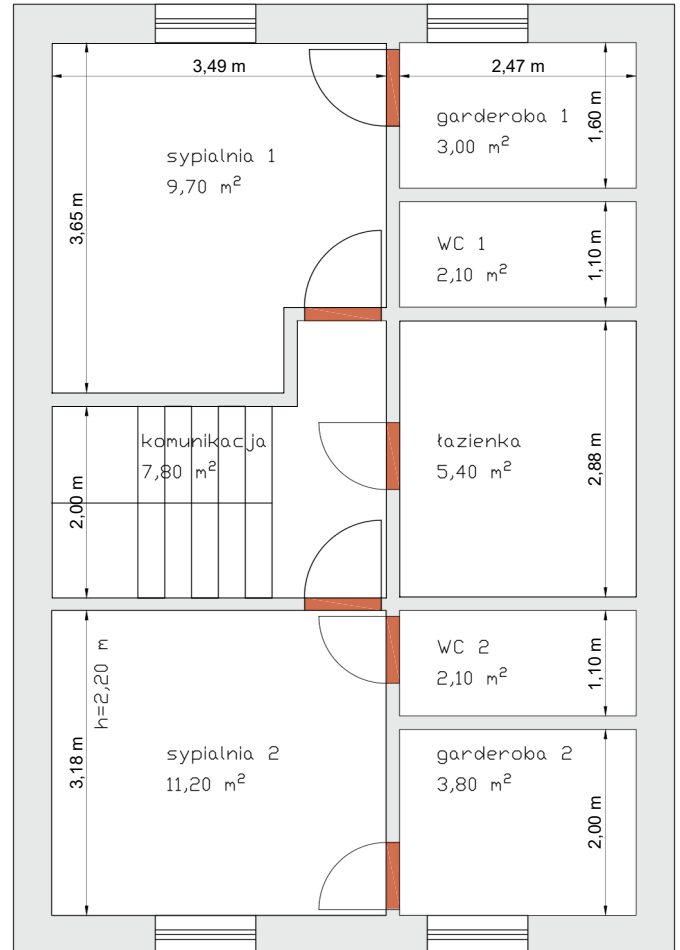 3,49 m
2,47 m
3,65 m
sypialnia 1
9,70 m²
garderoba 1
3,00 m²
1,60 m
WC 1
2,10 m²
1,10 m
komunikacja
7,80 m²
2,00 m
łazienka
5,40 m²
2,88 m
h=2,20 m
3,18 m
sypialnia 2
11,20 m²
WC 2
2,10 m²
1,10 m
garderoba 2
3,80 m²
2,00 m